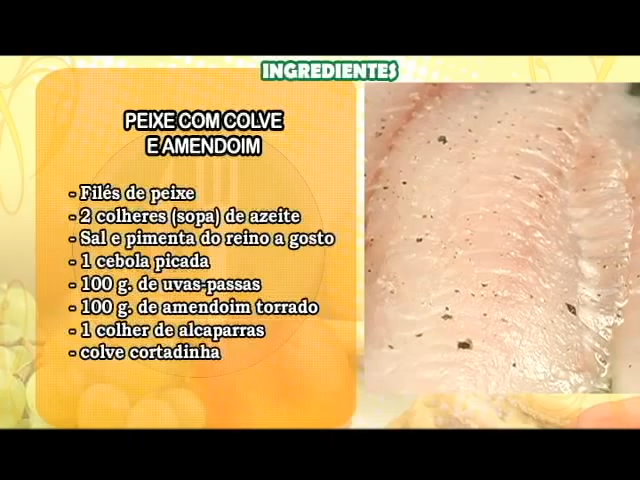 INGREDIENTES
PEIXE COM COLVE
E AMENDOIM
- Filés de peixe
- 2 colheres (sopa) de azeite
- Sal e pimenta do reino a gosto
- 1 cebola picada
- 100 g. de uvas-passas
- 100 g. de amendoim torrado
- 1 colher de alcaparras
- colve cortadinha